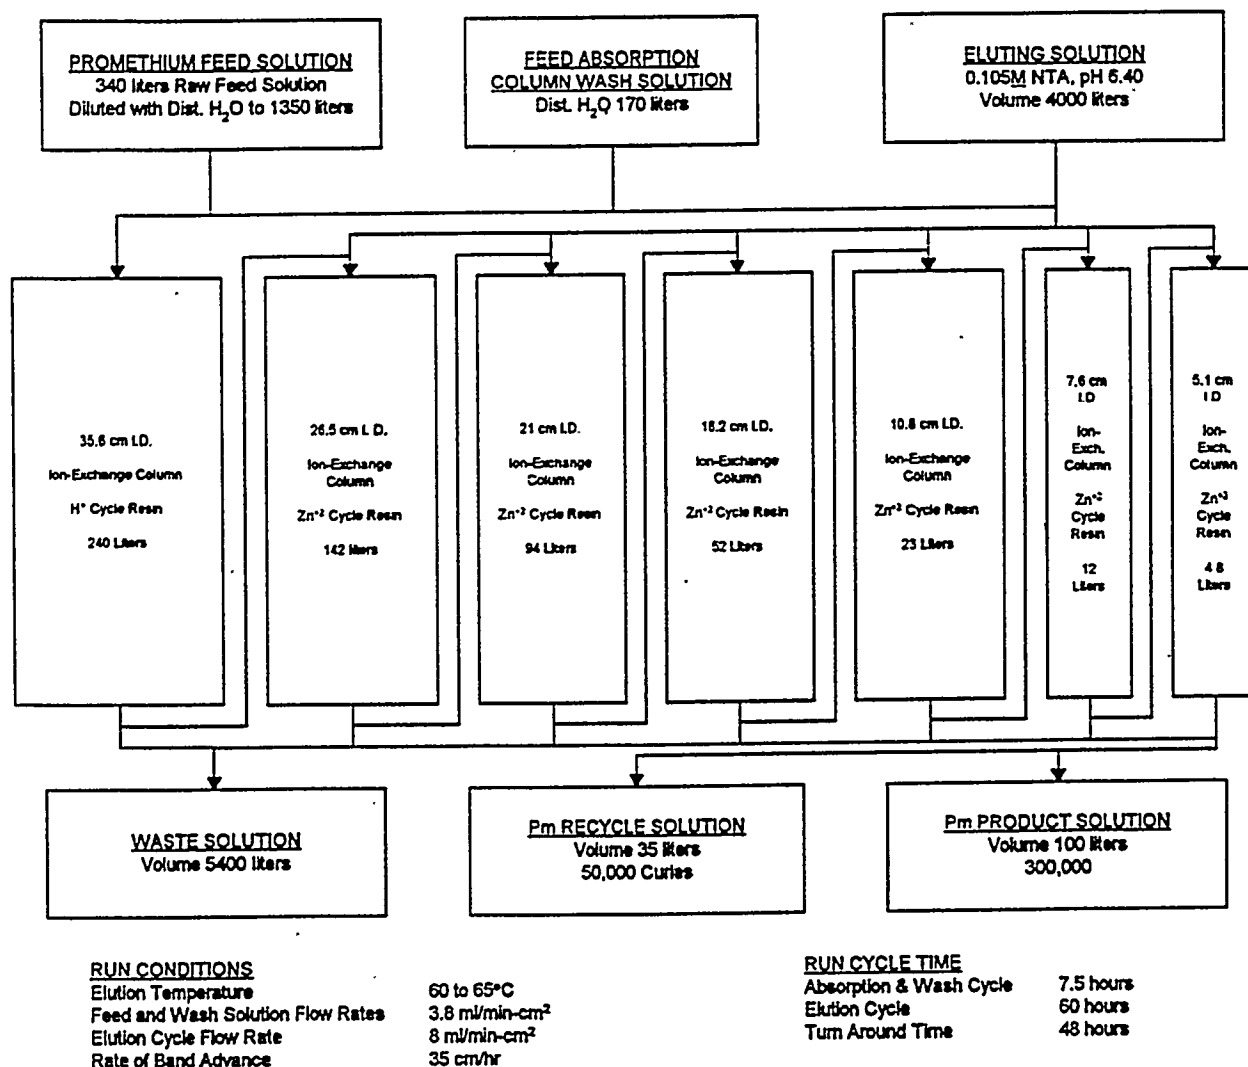 PROMETHIUM FEED SOLUTION
340 liters Raw Feed Solution
Diluted with Dist. H2O to 1350 liters
FEED ABSORPTION
COLUMN WASH SOLUTION
Dist. H2O 170 liters
ELUTING SOLUTION
0.105M NTA, pH 6.40
Volume 4000 liters
35.6 cm I.D.
Ion-Exchange Column
H+ Cycle Resin
240 Liters
26.5 cm I.D.
Ion-Exchange
Column
Zn+2 Cycle Resin
142 liters
21 cm I.D.
Ion-Exchange
Column
Zn+2 Cycle Resin
94 Liters
16.2 cm I.D.
Ion-Exchange
Column
Zn+2 Cycle Resin
52 Liters
10.8 cm I.D.
Ion-Exchange
Column
Zn+2 Cycle Resin
23 Liters
7.6 cm
I.D
Ion-
Exch.
Column
Zn+2
Cycle
Resin
12
Liters
5.1 cm
I.D
Ion-
Exch.
Column
Zn+2
Cycle
Resin
4 8
Liters
WASTE SOLUTION
Volume 5400 liters
Pm RECYCLE SOLUTION
Volume 35 liters
50,000 Curies
Pm PRODUCT SOLUTION
Volume 100 liters
300,000
RUN CONDITIONS
Elution Temperature 60 to 65°C
Feed and Wash Solution Flow Rates 3.8 ml/min-cm2
Elution Cycle Flow Rate 8 ml/min-cm2
Rate of Band Advance 35 cm/hr
RUN CYCLE TIME
Absorption & Wash Cycle 7.5 hours
Elution Cycle 60 hours
Turn Around Time 48 hours